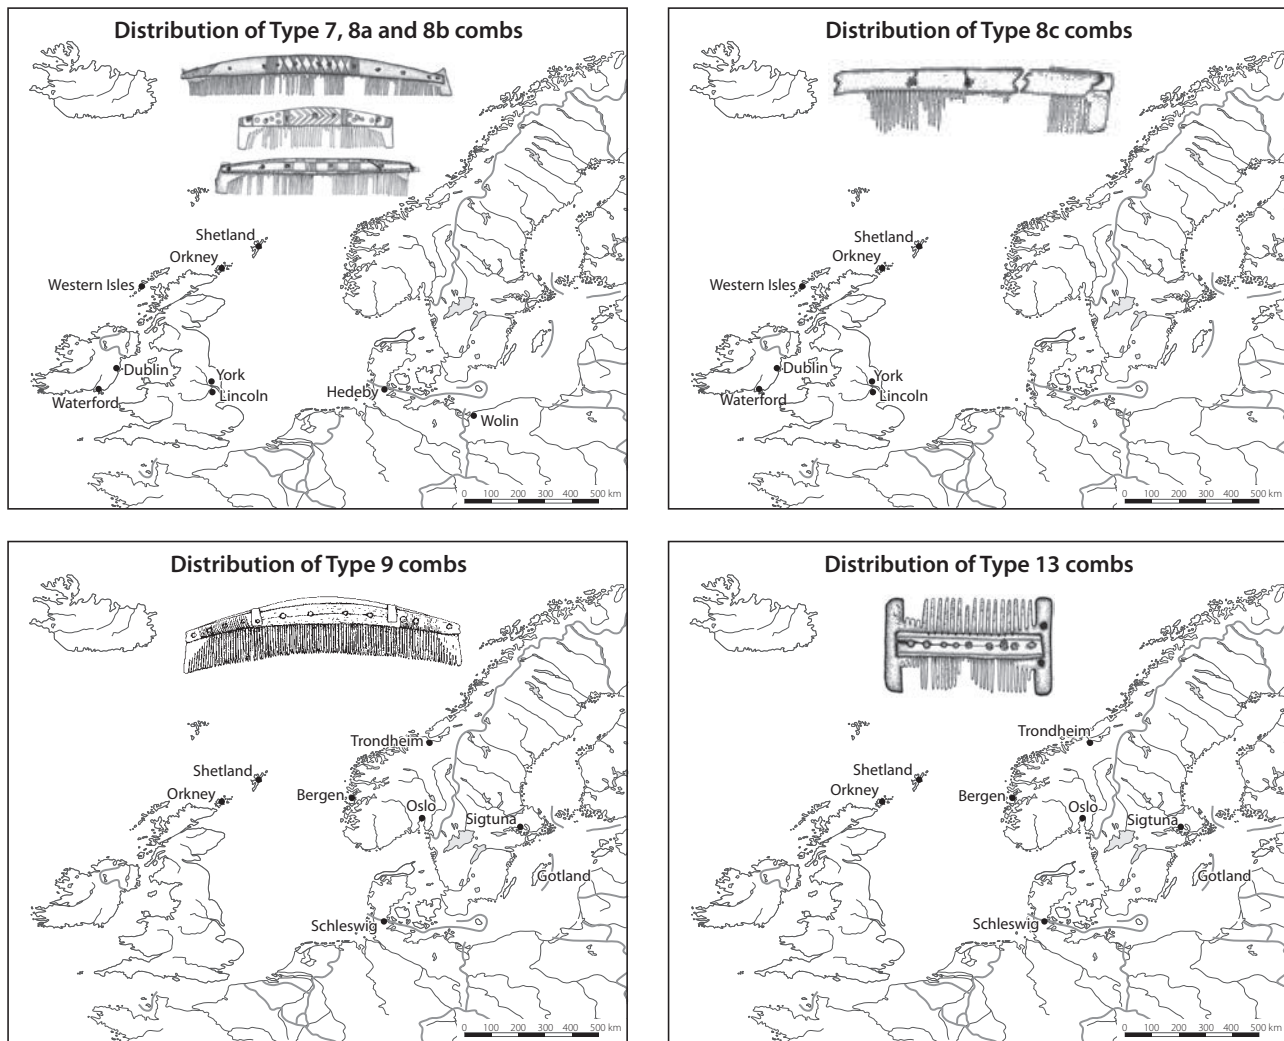 Distribution of Type 7, 8a and 8b combs
Shetland
Orkney
Western Isles
Dublin
York
Waterford
Lincoln
Hedeby
Wolin
0 100 200 300 400 500 km
Distribution of Type 8c combs
Shetland
Orkney
Western Isles
Dublin
York
Waterford
Lincoln
0 100 200 300 400 500 km
Distribution of Type 9 combs
Trondheim
Shetland
Orkney
Bergen
Oslo
Sigtuna
Gotland
Schleswig
0 100 200 300 400 500 km
Distribution of Type 13 combs
Trondheim
Shetland
Orkney
Bergen
Oslo
Sigtuna
Gotland
Schleswig
0 100 200 300 400 500 km